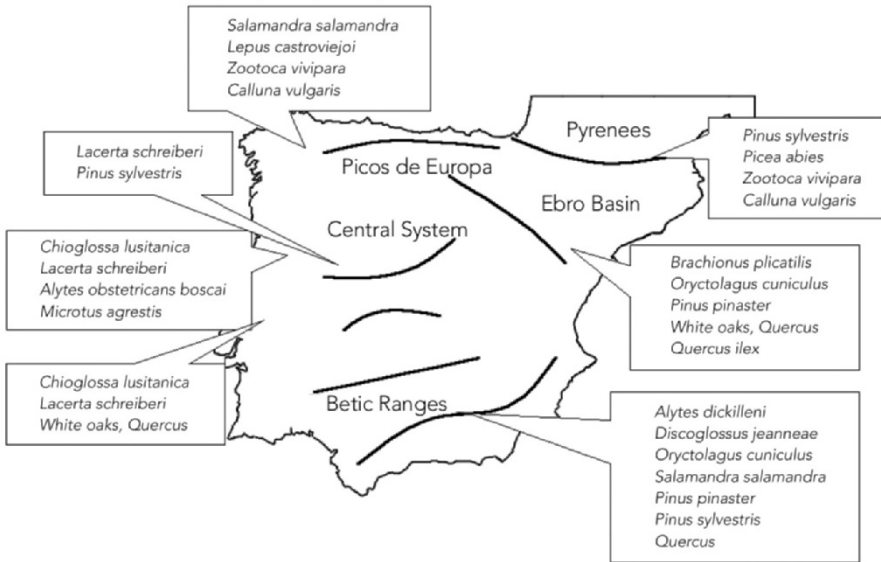 Salamandra salamandra
Lepus castroviejoi
Zootoca vivipara
Calluna vulgaris
Pyrenees
Pinus sylvestris
Picea abies
Zootoca vivipara
Calluna vulgaris
Lacerta schreiberi
Pinus sylvestris
Picos de Europa
Ebro Basin
Central System
Chioglossa lusitanica
Lacerta schreiberi
Alytes obstetricans boscai
Microtus agrestis
Brachionus plicatilis
Oryctolagus cuniculus
Pinus pinaster
White oaks, Quercus
Quercus ilex
Chioglossa lusitanica
Lacerta schreiberi
White oaks, Quercus
Betic Ranges
Alytes dickilleni
Discoglossus jeanneae
Oryctolagus cuniculus
Salamandra salamandra
Pinus pinaster
Pinus sylvestris
Quercus